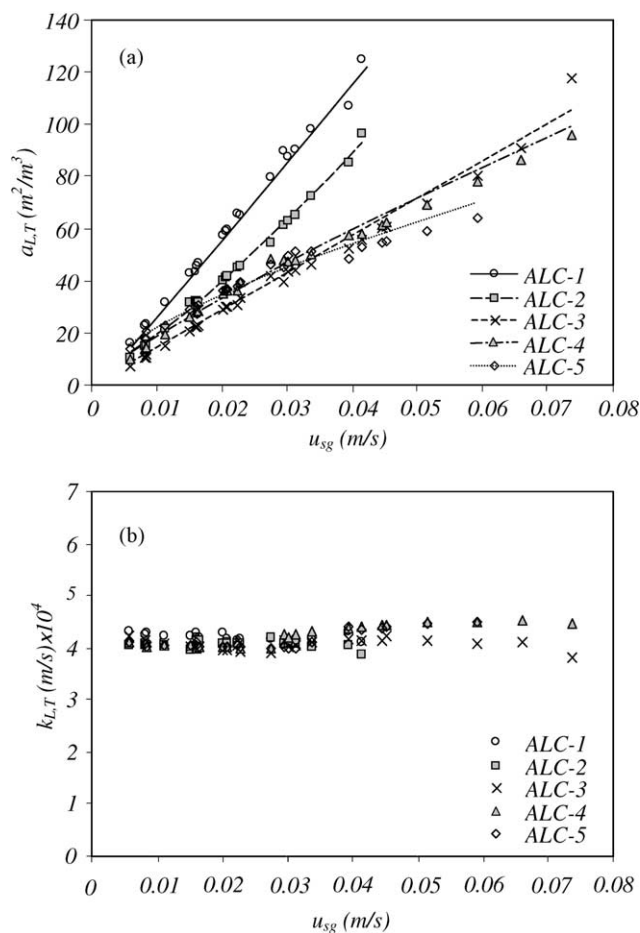 140
(a)
120
100
80
60
40
20
0
a_{L,T} (m^2/m^3)
ALC-1
ALC-2
ALC-3
ALC-4
ALC-5
0 0.01 0.02 0.03 0.04 0.05 0.06 0.07 0.08
u_{sg} (m/s)
7
(b)
6
5
4
3
2
1
0
k_{L,T} (m/s)x10^4
ALC-1
ALC-2
ALC-3
ALC-4
ALC-5
0 0.01 0.02 0.03 0.04 0.05 0.06 0.07 0.08
u_{sg} (m/s)